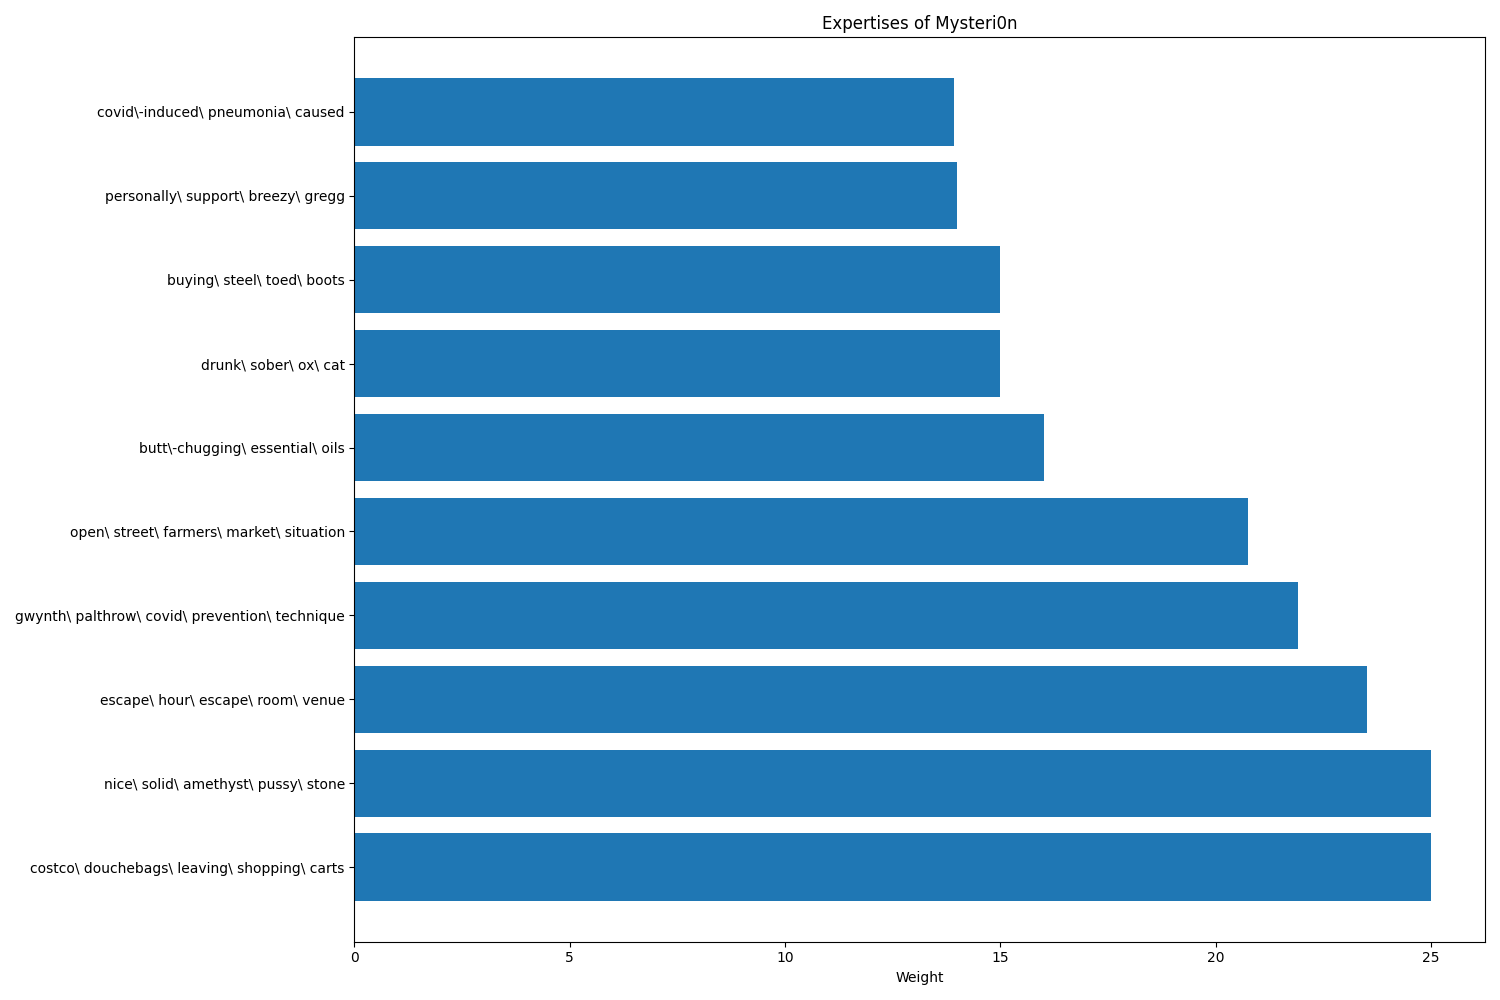 Expertises of Mysteri0n
covid\-induced\ pneumonia\ caused
personally\ support\ breezy\ gregg
buying\ steel\ toed\ boots
drunk\ sober\ ox\ cat
butt\-chugging\ essential\ oils
open\ street\ farmers\ market\ situation
gwynth\ palthrow\ covid\ prevention\ technique
escape\ hour\ escape\ room\ venue
nice\ solid\ amethyst\ pussy\ stone
costco\ douchebags\ leaving\ shopping\ carts
0 5 10 15 20 25
Weight